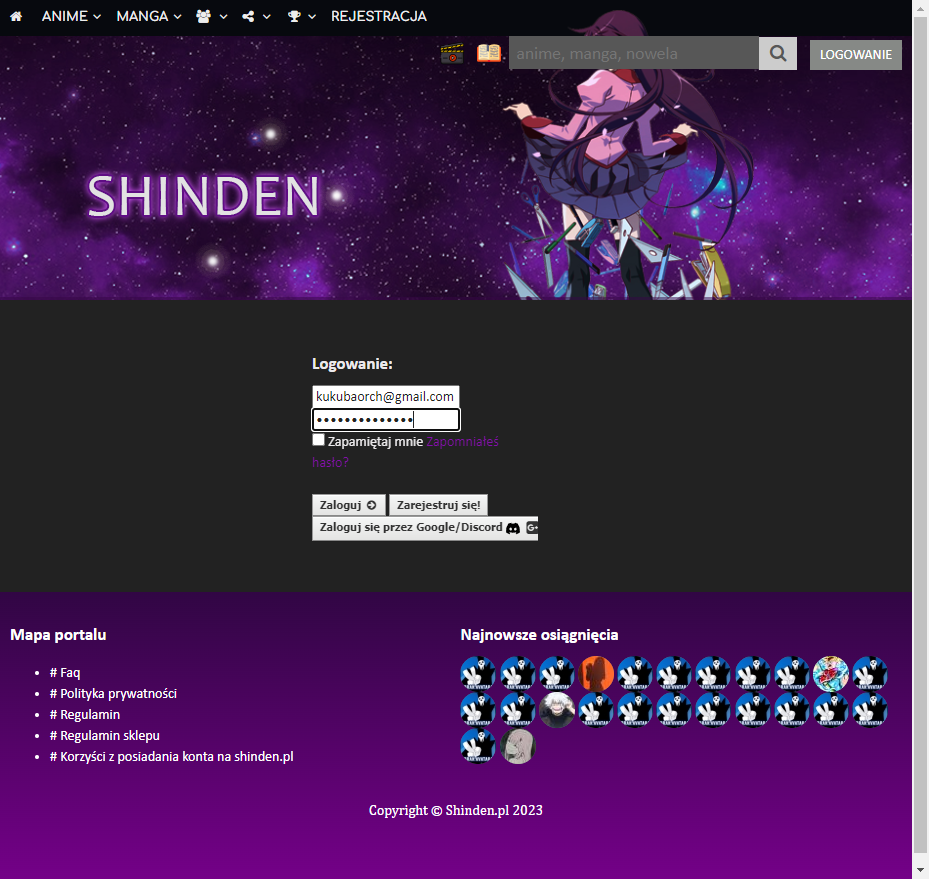 ANIME MANGA REJESTRACJA
anime, manga, nowela
LOGOWANIE
SHINDEN
Logowanie:
kukubaorch@gmail.com
••••••••••••••
Zapamiętaj mnie Zapomniałeś
hasło?
Zaloguj Zarejestruj się!
Zaloguj się przez Google/Discord G+
Mapa portalu
# Faq
# Polityka prywatności
# Regulamin
# Regulamin sklepu
# Korzyści z posiadania konta na shinden.pl
Najnowsze osiągnięcia
Copyright © Shinden.pl 2023